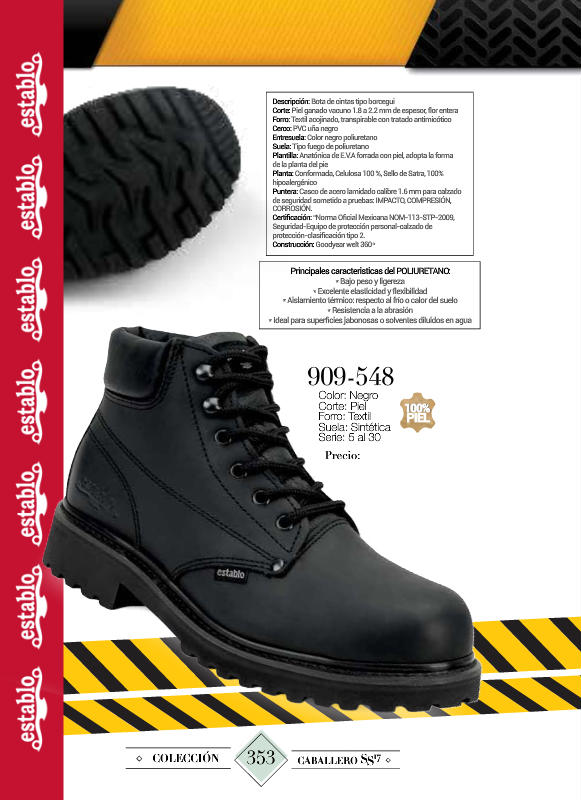 establo
establo
establo
establo
establo
establo
establo
Descripción: Bota de cintas tipo borcegui
Corte: Piel ganado vacuno 1.8 a 2.2 mm de espesor, flor entera
Forro: Textil acojinado, transpirable con tratado antimicótico
Cerco: PVC uña negro
Entresuela: Color negro poliuretano
Suela: Tipo fuego de poliuretano
Plantilla: Anatónica de E.V.A forrada con piel, adopta la forma
de la planta del pie
Planta: Conformada, Celulosa 100 %, Sello de Satra, 100%
hipoalergénico
Puntera: Casco de acero lamidado calibre 1.6 mm para calzado
de seguridad sometido a pruebas: IMPACTO, COMPRESIÓN,
CORROSIÓN.
Certificación: "Norma Oficial Mexicana NOM-113-STP-2009,
Seguridad-Equipo de protección personal-calzado de
protección-clasificación tipo 2.
Construcción: Goodyear welt 360°
Principales caracteristicas del POLIURETANO:
* Bajo peso y ligereza
* Excelente elasticidad y flexibilidad
* Aislamiento térmico: respecto al frío o calor del suelo
* Resistencia a la abrasión
* Ideal para superficies jabonosas o solventes diluidos en agua
909-548
Color: Negro
Corte: Piel
Forro: Textil
Suela: Sintética
Serie: 5 al 30
100%
PIEL
Precio:
establo
COLECCIÓN 353 CABALLERO SS'17